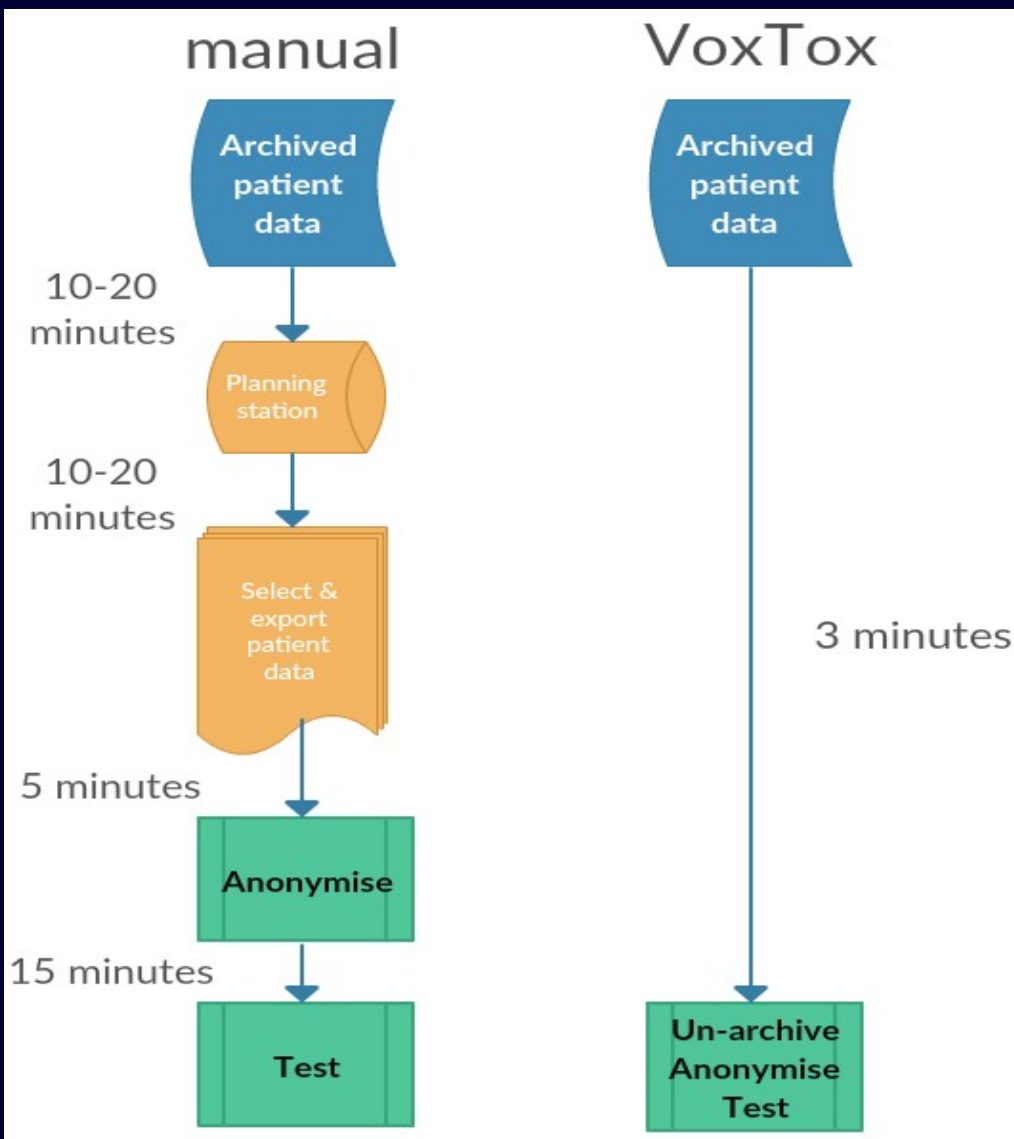 manual
Archived
patient
data
10-20
minutes
Planning
station
10-20
minutes
Select &
export
patient
data
5 minutes
Anonymise
15 minutes
Test
VoxTox
Archived
patient
data
3 minutes
Un-archive
Anonymise
Test